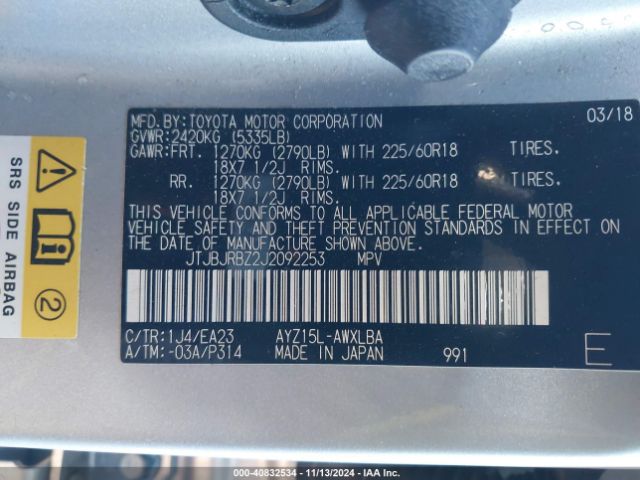 MFD. BY: TOYOTA MOTOR CORPORATION 03/18
GVWR: 2420KG (5335LB)
GAWR: FRT. 1270KG (2790LB) WITH 225/60R18 TIRES.
18X7 1/2J RIMS.
RR. 1270KG (2790LB) WITH 225/60R18 TIRES.
18X7 1/2J RIMS.
THIS VEHICLE CONFORMS TO ALL APPLICABLE FEDERAL MOTOR
VEHICLE SAFETY AND THEFT PREVENTION STANDARDS IN EFFECT ON
THE DATE OF MANUFACTURE SHOWN ABOVE.
JTJBJRBZ2J2092253 MPV
C/TR: 1J4/EA23 AYZ15L-AWXLBA
A/TM: -03A/P314 MADE IN JAPAN 991 E
SRS SIDE AIRBAG
2
000-40832534 - 11/13/2024 - IAA Inc.